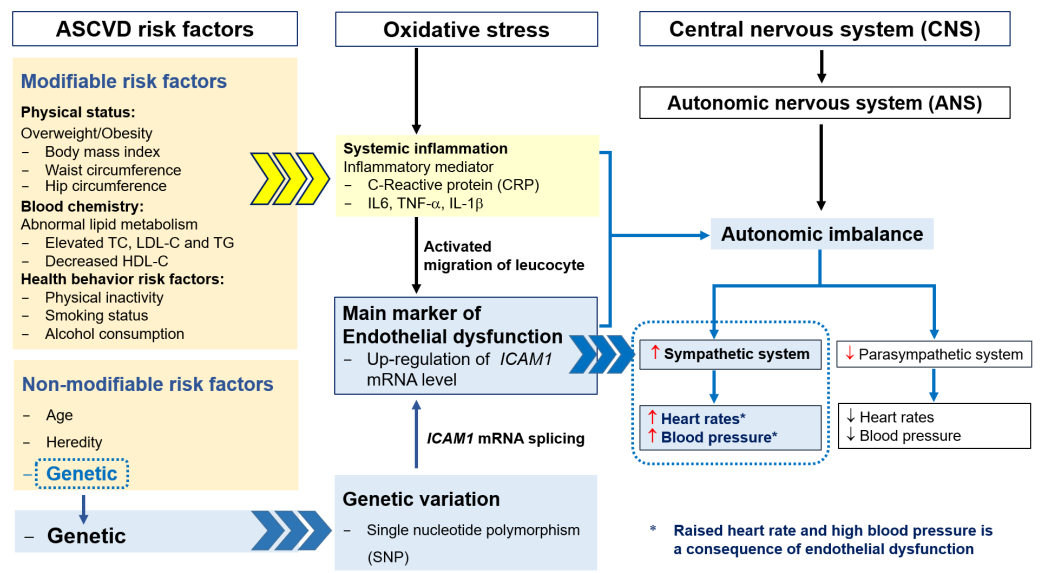 ASCVD risk factors
Modifiable risk factors
Physical status:
Overweight/Obesity
− Body mass index
− Waist circumference
− Hip circumference
Blood chemistry:
Abnormal lipid metabolism
− Elevated TC, LDL-C and TG
− Decreased HDL-C
Health behavior risk factors:
− Physical inactivity
− Smoking status
− Alcohol consumption
Non-modifiable risk factors
− Age
− Heredity
− Genetic
− Genetic
Oxidative stress
Systemic inflammation
Inflammatory mediator
− C-Reactive protein (CRP)
− IL6, TNF-α, IL-1β
Activated
migration of leucocyte
Main marker of
Endothelial dysfunction
− Up-regulation of ICAM1
mRNA level
ICAM1 mRNA splicing
Genetic variation
− Single nucleotide polymorphism
(SNP)
Central nervous system (CNS)
Autonomic nervous system (ANS)
Autonomic imbalance
↑ Sympathetic system
↑ Heart rates*
↑ Blood pressure*
↓ Parasympathetic system
↓ Heart rates
↓ Blood pressure
* Raised heart rate and high blood pressure is
a consequence of endothelial dysfunction